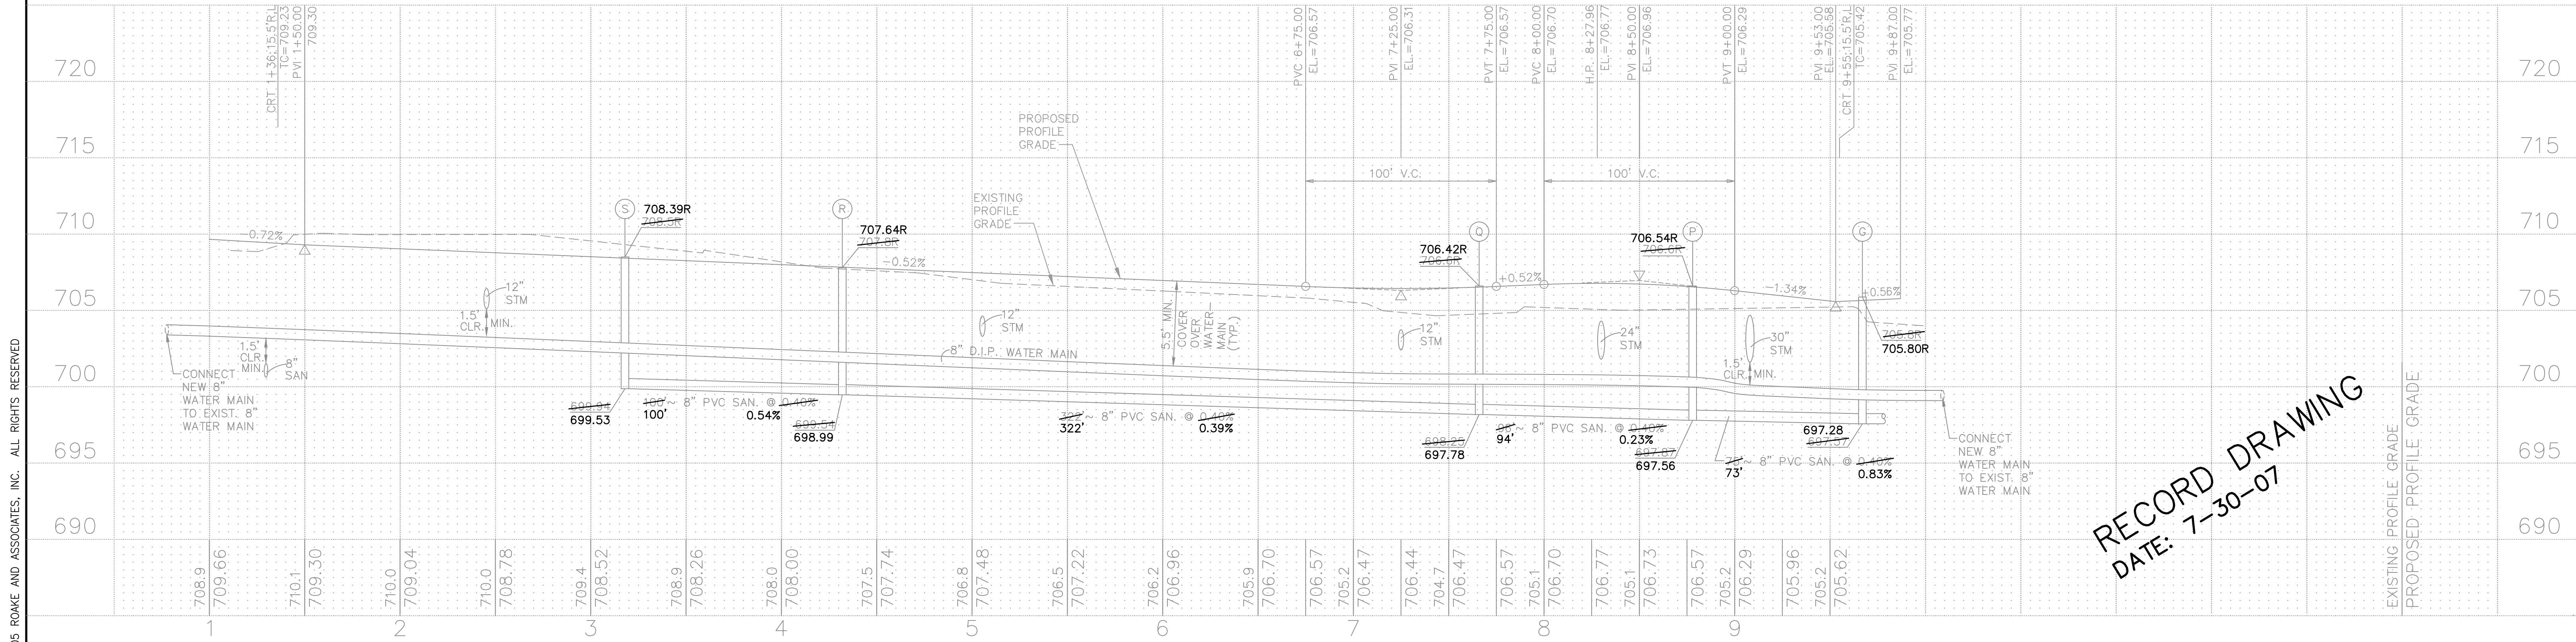 05 ROAKE AND ASSOCIATES, INC. ALL RIGHTS RESERVED
CRT 1+36;15.5'R,L
TC=709.23
PVI 1+50.00
709.30
PVC 6+75.00
EL.=706.57
PVI 7+25.00
EL.=706.31
PVT 7+75.00
EL.=706.57
PVC 8+00.00
EL.=706.70
H.P. 8+27.96
EL.=706.77
PVI 8+50.00
EL.=706.96
PVT 9+00.00
EL.=706.29
PVI 9+53.00
EL.=705.58
CRT 9+55;15.5'R,L
TC=705.42
PVI 9+87.00
EL.=705.77
720
720
715
715
710
710
705
705
700
700
695
695
690
690
PROPOSED
PROFILE
GRADE
EXISTING
PROFILE
GRADE
100' V.C.
100' V.C.
-0.72%
S
708.39R
708.5R
R
707.64R
707.8R
-0.52%
Q
706.42R
706.6R
+0.52%
P
706.54R
706.6R
-1.34%
G
+0.56%
705.8R
705.80R
12"
STM
1.5'
CLR.
MIN.
1.5'
CLR.
MIN.
8"
SAN
12"
STM
5.5' MIN.
COVER
OVER
WATER-
MAIN
(TYP.)
8" D.I.P. WATER MAIN
12"
STM
24"
STM
30"
STM
1.5'
CLR.
MIN.
CONNECT
NEW 8"
WATER MAIN
TO EXIST. 8"
WATER MAIN
699.94
699.53
100'~ 8" PVC SAN. @ 0.40%
100'
0.54%
699.54
698.99
322'~ 8" PVC SAN. @ 0.40%
322'
0.39%
698.25
697.78
96'~ 8" PVC SAN. @ 0.40%
94'
0.23%
697.87
697.56
75'~ 8" PVC SAN. @ 0.40%
73'
0.83%
697.28
697.57
CONNECT
NEW 8"
WATER MAIN
TO EXIST. 8"
WATER MAIN
RECORD DRAWING
DATE: 7-30-07
EXISTING PROFILE GRADE
PROPOSED PROFILE GRADE
708.9
709.66
710.1
709.30
710.0
709.04
710.0
708.78
709.4
708.52
708.9
708.26
708.0
708.00
707.5
707.74
706.8
707.48
706.5
707.22
706.2
706.96
705.9
706.70
706.57
705.2
706.47
706.44
704.7
706.47
706.57
705.1
706.70
706.77
705.1
706.73
706.57
705.2
706.29
705.96
705.2
705.62
1
2
3
4
5
6
7
8
9